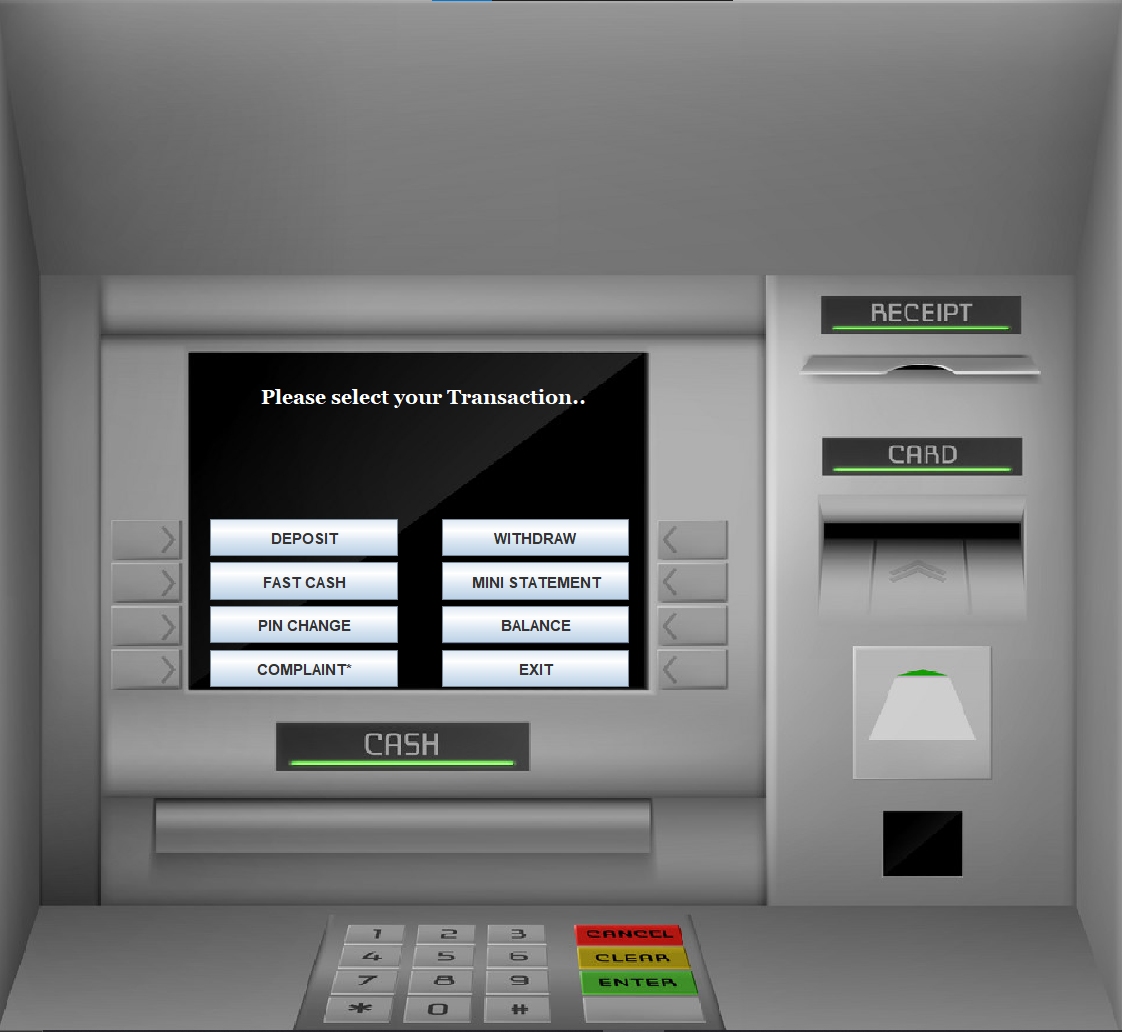 RECEIPT
Please select your Transaction..
CARD
DEPOSIT
WITHDRAW
FAST CASH
MINI STATEMENT
PIN CHANGE
BALANCE
COMPLAINT*
EXIT
CASH
1 2 3 CANCEL
4 5 6 CLEAR
7 8 9 ENTER
* 0 #